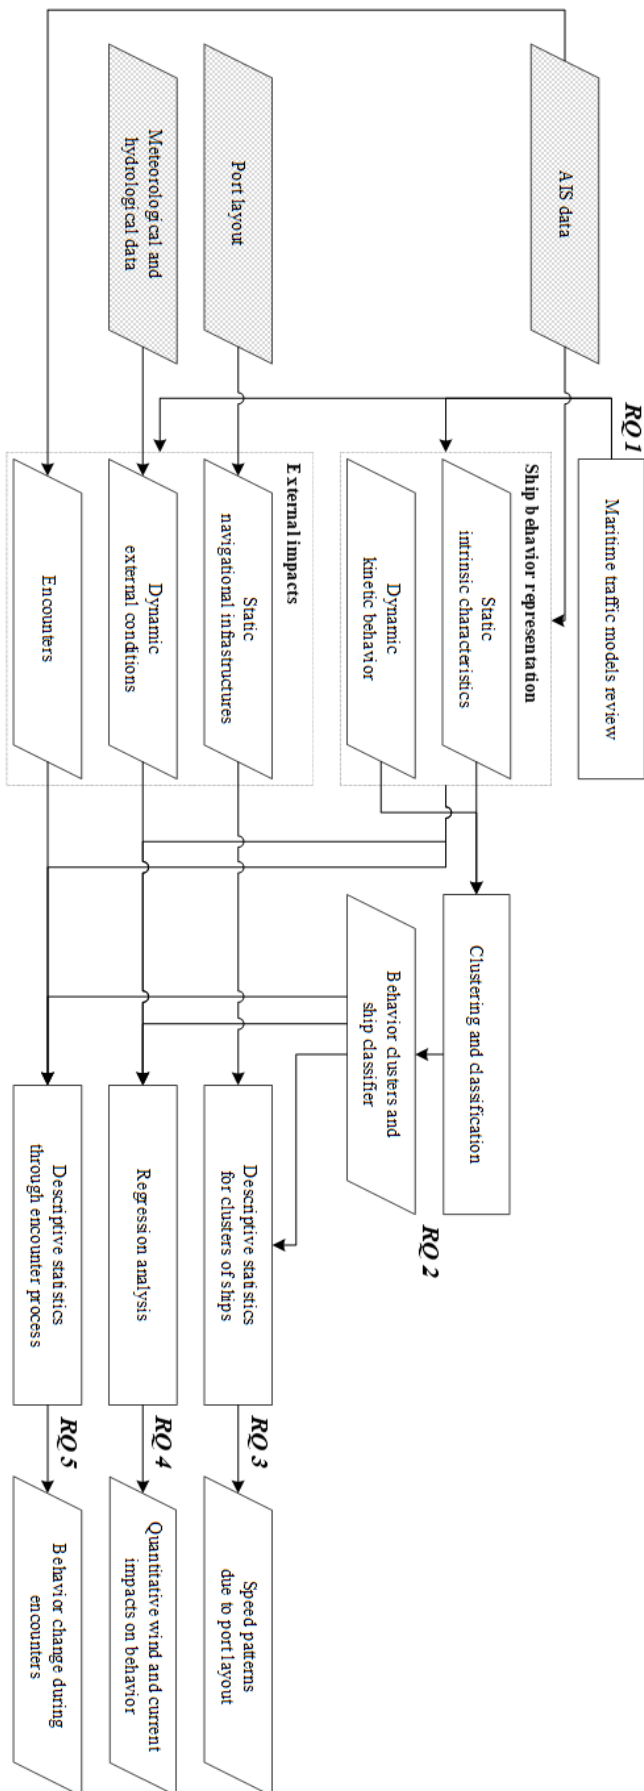 RQ 1
Maritime traffic models review
AIS data
Ship behavior representation
Static
intrinsic characteristics
Dynamic
kinetic behavior
Clustering and classification
Behavior clusters and
ship classifier
RQ 2
Port layout
Meteorological and
hydrological data
External impacts
Static
navigational infrastructures
Dynamic
external conditions
Encounters
Descriptive statistics
for clusters of ships
RQ 3
Speed patterns
due to port layout
Regression analysis
RQ 4
Quantitative wind and current
impacts on behavior
Descriptive statistics
through encounter process
RQ 5
Behavior change during
encounters